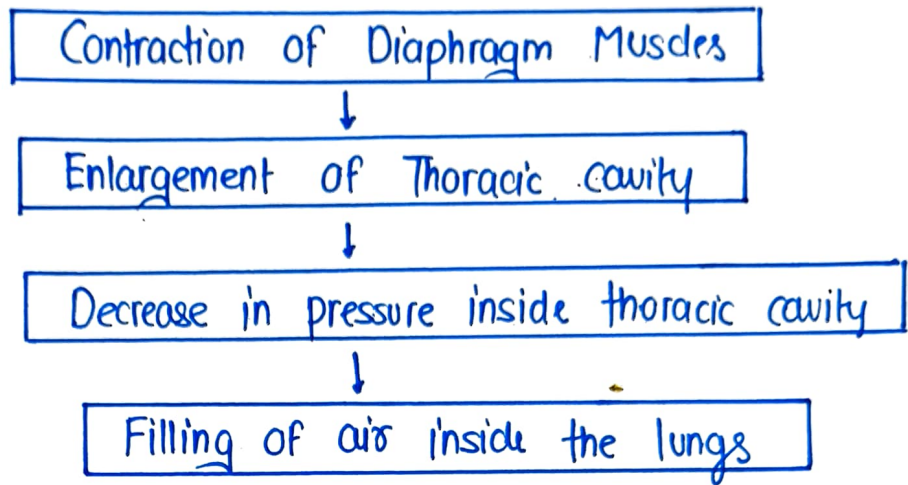 Contraction of Diaphragm Muscles
↓
Enlargement of Thoracic cavity
↓
Decrease in pressure inside thoracic cavity
↓
Filling of air inside the lungs